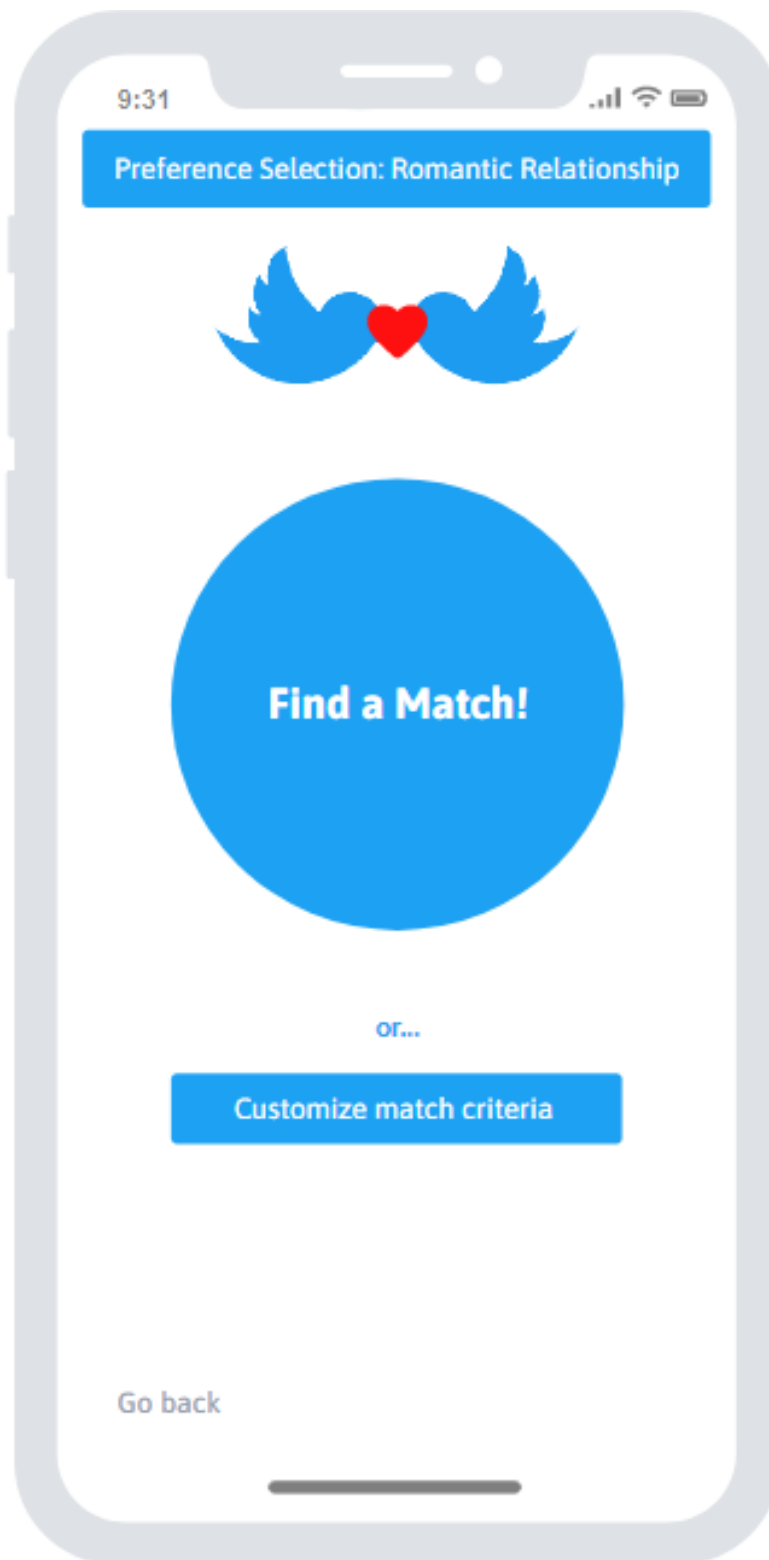 9:31
Preference Selection: Romantic Relationship
Find a Match!
or...
Customize match criteria
Go back